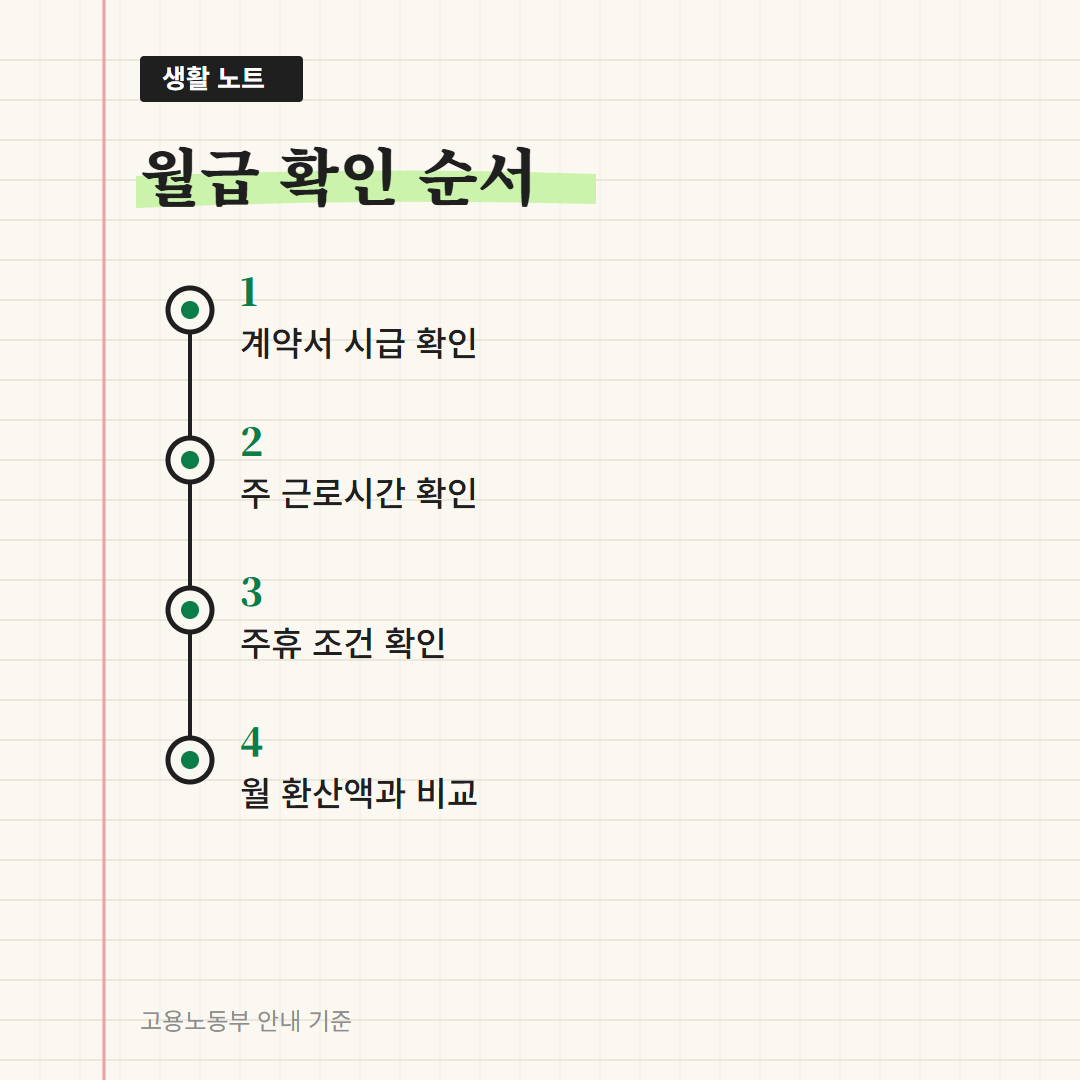 생활 노트
월급 확인 순서
1
계약서 시급 확인
2
주 근로시간 확인
3
주휴 조건 확인
4
월 환산액과 비교
고용노동부 안내 기준